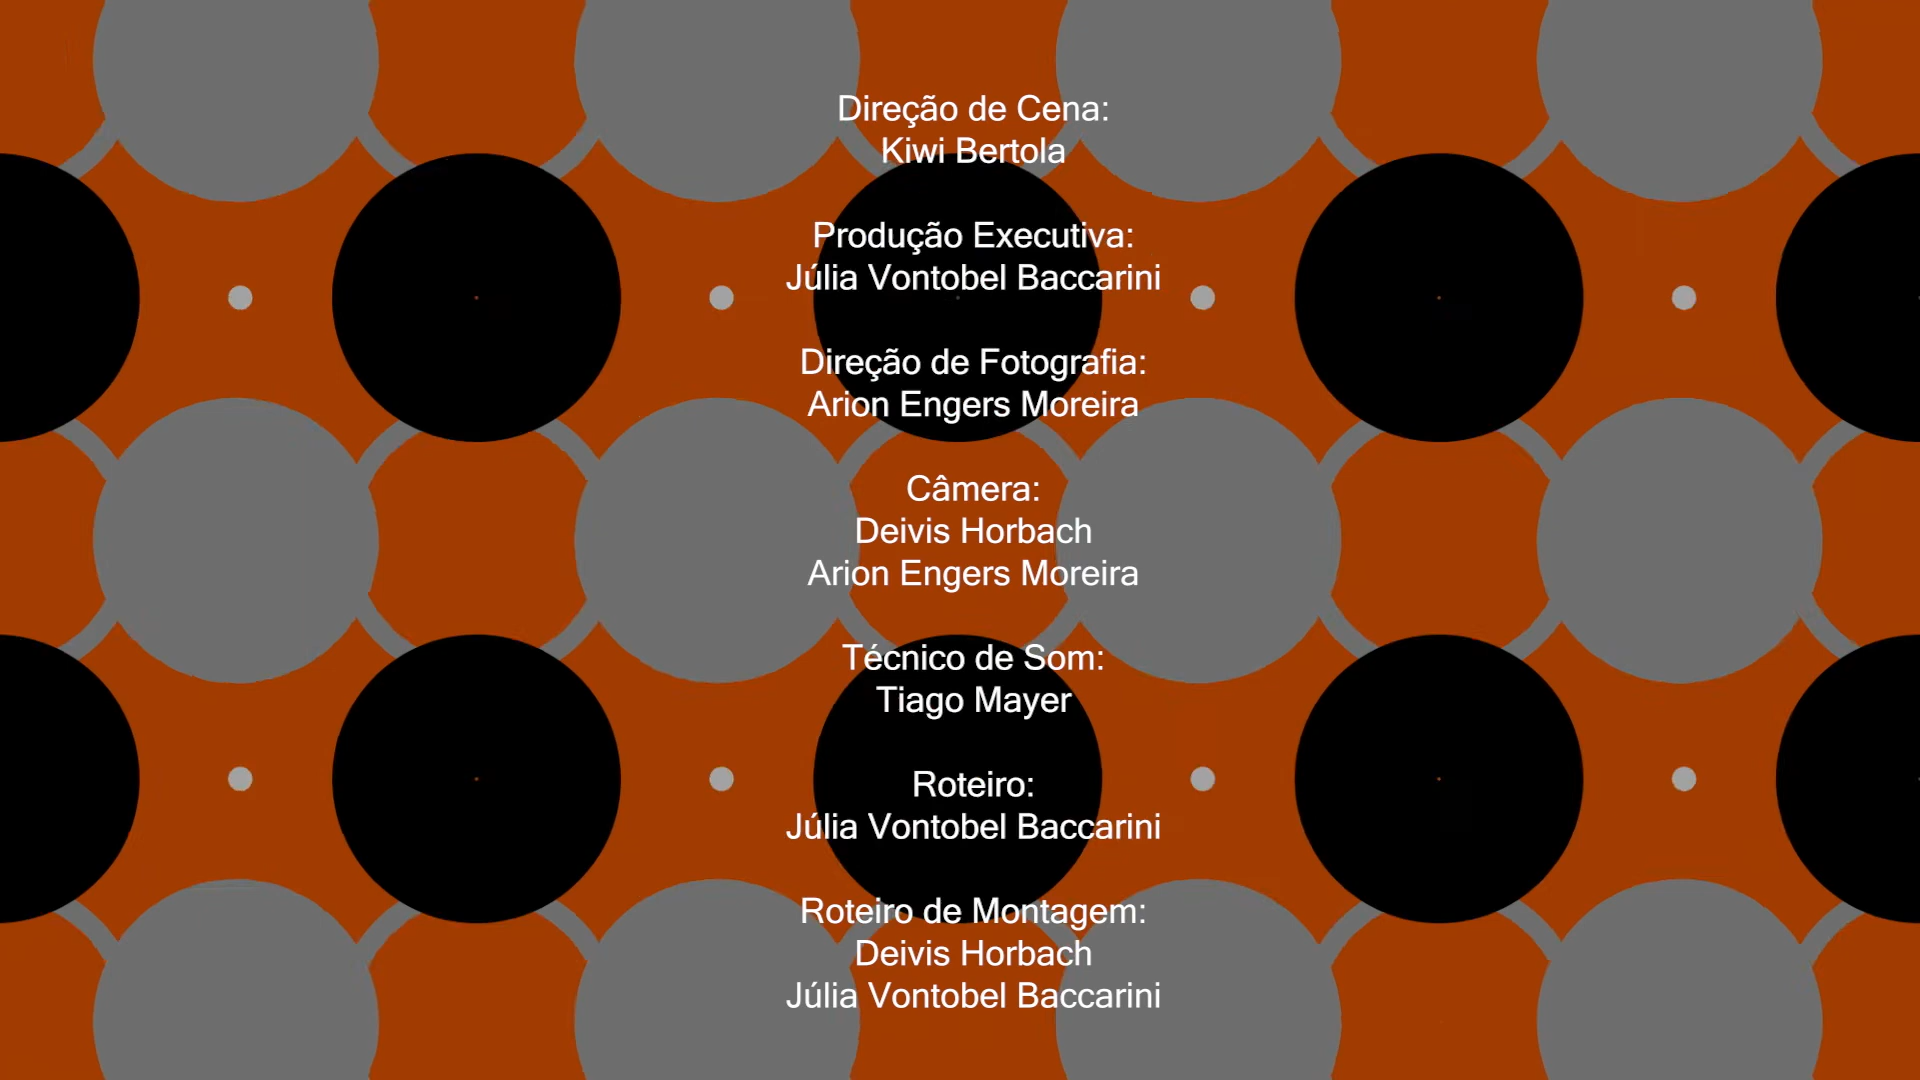 Direção de Cena:
Kiwi Bertola
Produção Executiva:
Júlia Vontobel Baccarini
Direção de Fotografia:
Arion Engers Moreira
Câmera:
Deivis Horbach
Arion Engers Moreira
Técnico de Som:
Tiago Mayer
Roteiro:
Júlia Vontobel Baccarini
Roteiro de Montagem:
Deivis Horbach
Júlia Vontobel Baccarini